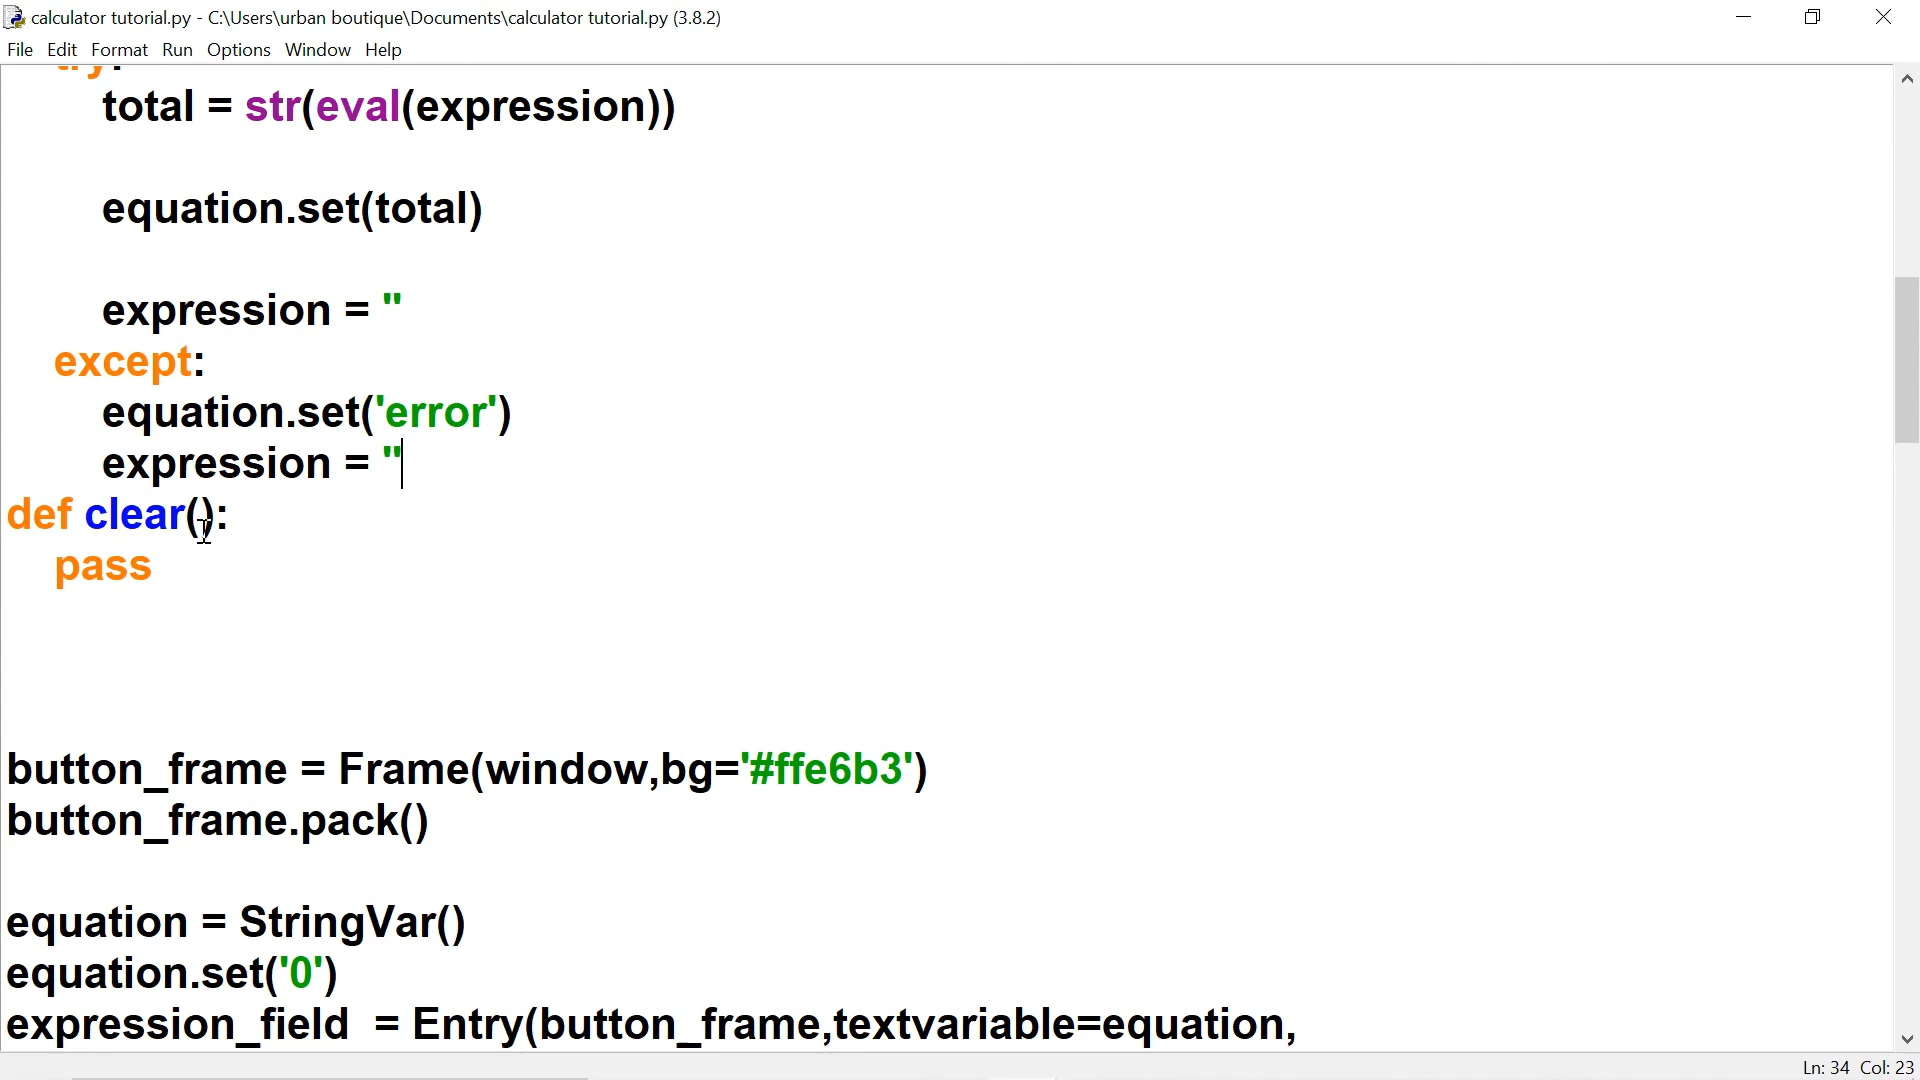 calculator tutorial.py - C:\Users\urban boutique\Documents\calculator tutorial.py (3.8.2)
File Edit Format Run Options Window Help
try:
total = str(eval(expression))
equation.set(total)
expression = ''
except:
equation.set('error')
expression = ''
def clear():
pass
button_frame = Frame(window,bg='#ffe6b3')
button_frame.pack()
equation = StringVar()
equation.set('0')
expression_field = Entry(button_frame,textvariable=equation,
Ln: 34 Col: 23